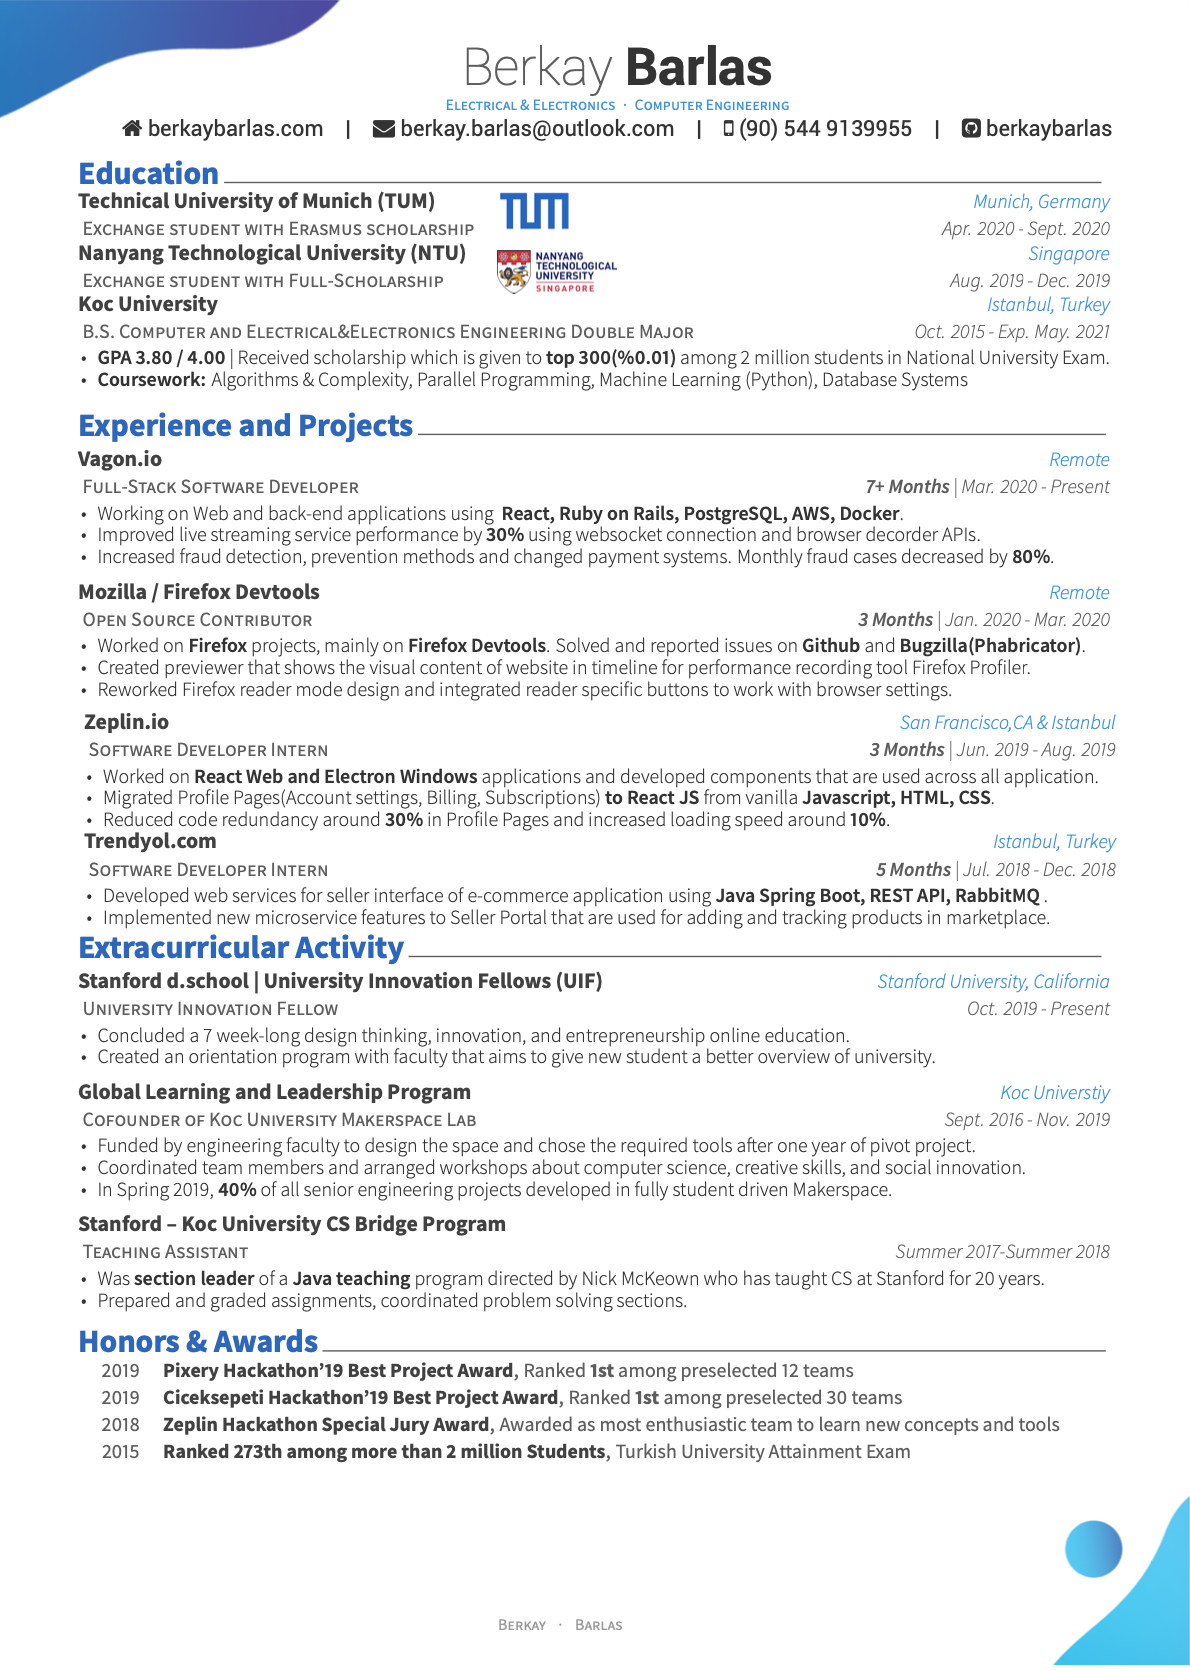 Berkay Barlas
Electrical & Electronics · Computer Engineering
berkaybarlas.com | berkay.barlas@outlook.com | (90) 544 9139955 | berkaybarlas
Education
Technical University of Munich (TUM) TUM Munich, Germany
Exchange student with Erasmus scholarship Apr. 2020 - Sept. 2020
Nanyang Technological University (NTU) Singapore
NANYANG
TECHNOLOGICAL
UNIVERSITY
SINGAPORE
Exchange student with Full-Scholarship Aug. 2019 - Dec. 2019
Koc University Istanbul, Turkey
B.S. Computer and Electrical&Electronics Engineering Double Major Oct. 2015 - Exp. May. 2021
• GPA 3.80 / 4.00 | Received scholarship which is given to top 300(%0.01) among 2 million students in National University Exam.
• Coursework: Algorithms & Complexity, Parallel Programming, Machine Learning (Python), Database Systems
Experience and Projects
Vagon.io Remote
Full-Stack Software Developer 7+ Months | Mar. 2020 - Present
• Working on Web and back-end applications using React, Ruby on Rails, PostgreSQL, AWS, Docker.
• Improved live streaming service performance by 30% using websocket connection and browser decorder APIs.
• Increased fraud detection, prevention methods and changed payment systems. Monthly fraud cases decreased by 80%.
Mozilla / Firefox Devtools Remote
Open Source Contributor 3 Months | Jan. 2020 - Mar. 2020
• Worked on Firefox projects, mainly on Firefox Devtools. Solved and reported issues on Github and Bugzilla(Phabricator).
• Created previewer that shows the visual content of website in timeline for performance recording tool Firefox Profiler.
• Reworked Firefox reader mode design and integrated reader specific buttons to work with browser settings.
Zeplin.io San Francisco,CA & Istanbul
Software Developer Intern 3 Months | Jun. 2019 - Aug. 2019
• Worked on React Web and Electron Windows applications and developed components that are used across all application.
• Migrated Profile Pages(Account settings, Billing, Subscriptions) to React JS from vanilla Javascript, HTML, CSS.
• Reduced code redundancy around 30% in Profile Pages and increased loading speed around 10%.
Trendyol.com Istanbul, Turkey
Software Developer Intern 5 Months | Jul. 2018 - Dec. 2018
• Developed web services for seller interface of e-commerce application using Java Spring Boot, REST API, RabbitMQ .
• Implemented new microservice features to Seller Portal that are used for adding and tracking products in marketplace.
Extracurricular Activity
Stanford d.school | University Innovation Fellows (UIF) Stanford University, California
University Innovation Fellow Oct. 2019 - Present
• Concluded a 7 week-long design thinking, innovation, and entrepreneurship online education.
• Created an orientation program with faculty that aims to give new student a better overview of university.
Global Learning and Leadership Program Koc Universtiy
Cofounder of Koc University Makerspace Lab Sept. 2016 - Nov. 2019
• Funded by engineering faculty to design the space and chose the required tools after one year of pivot project.
• Coordinated team members and arranged workshops about computer science, creative skills, and social innovation.
• In Spring 2019, 40% of all senior engineering projects developed in fully student driven Makerspace.
Stanford – Koc University CS Bridge Program
Teaching Assistant Summer 2017-Summer 2018
• Was section leader of a Java teaching program directed by Nick McKeown who has taught CS at Stanford for 20 years.
• Prepared and graded assignments, coordinated problem solving sections.
Honors & Awards
2019 Pixery Hackathon’19 Best Project Award, Ranked 1st among preselected 12 teams
2019 Ciceksepeti Hackathon’19 Best Project Award, Ranked 1st among preselected 30 teams
2018 Zeplin Hackathon Special Jury Award, Awarded as most enthusiastic team to learn new concepts and tools
2015 Ranked 273th among more than 2 million Students, Turkish University Attainment Exam
Berkay · Barlas